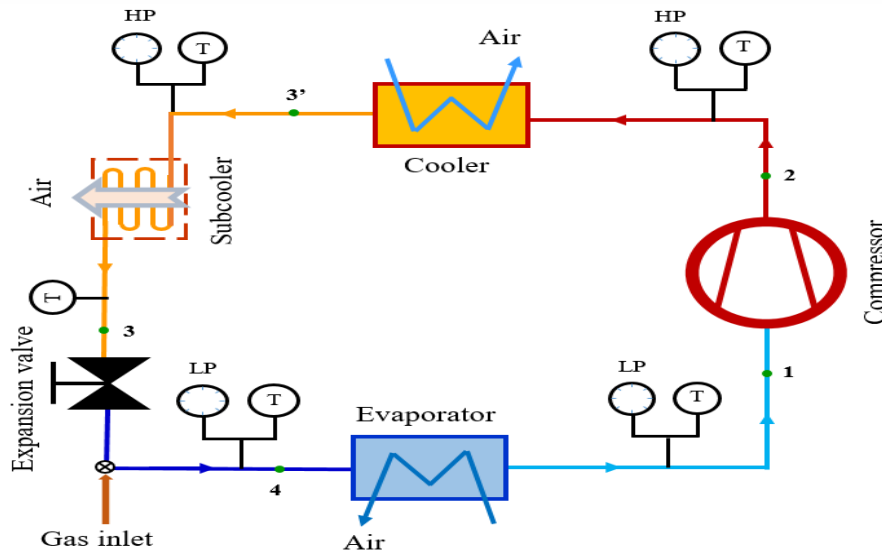 HP
T
HP
T
Air
3’
Cooler
2
Air
Subcooler
T
3
Expansion valve
Compressor
1
LP
T
Evaporator
LP
T
4
Gas inlet
Air